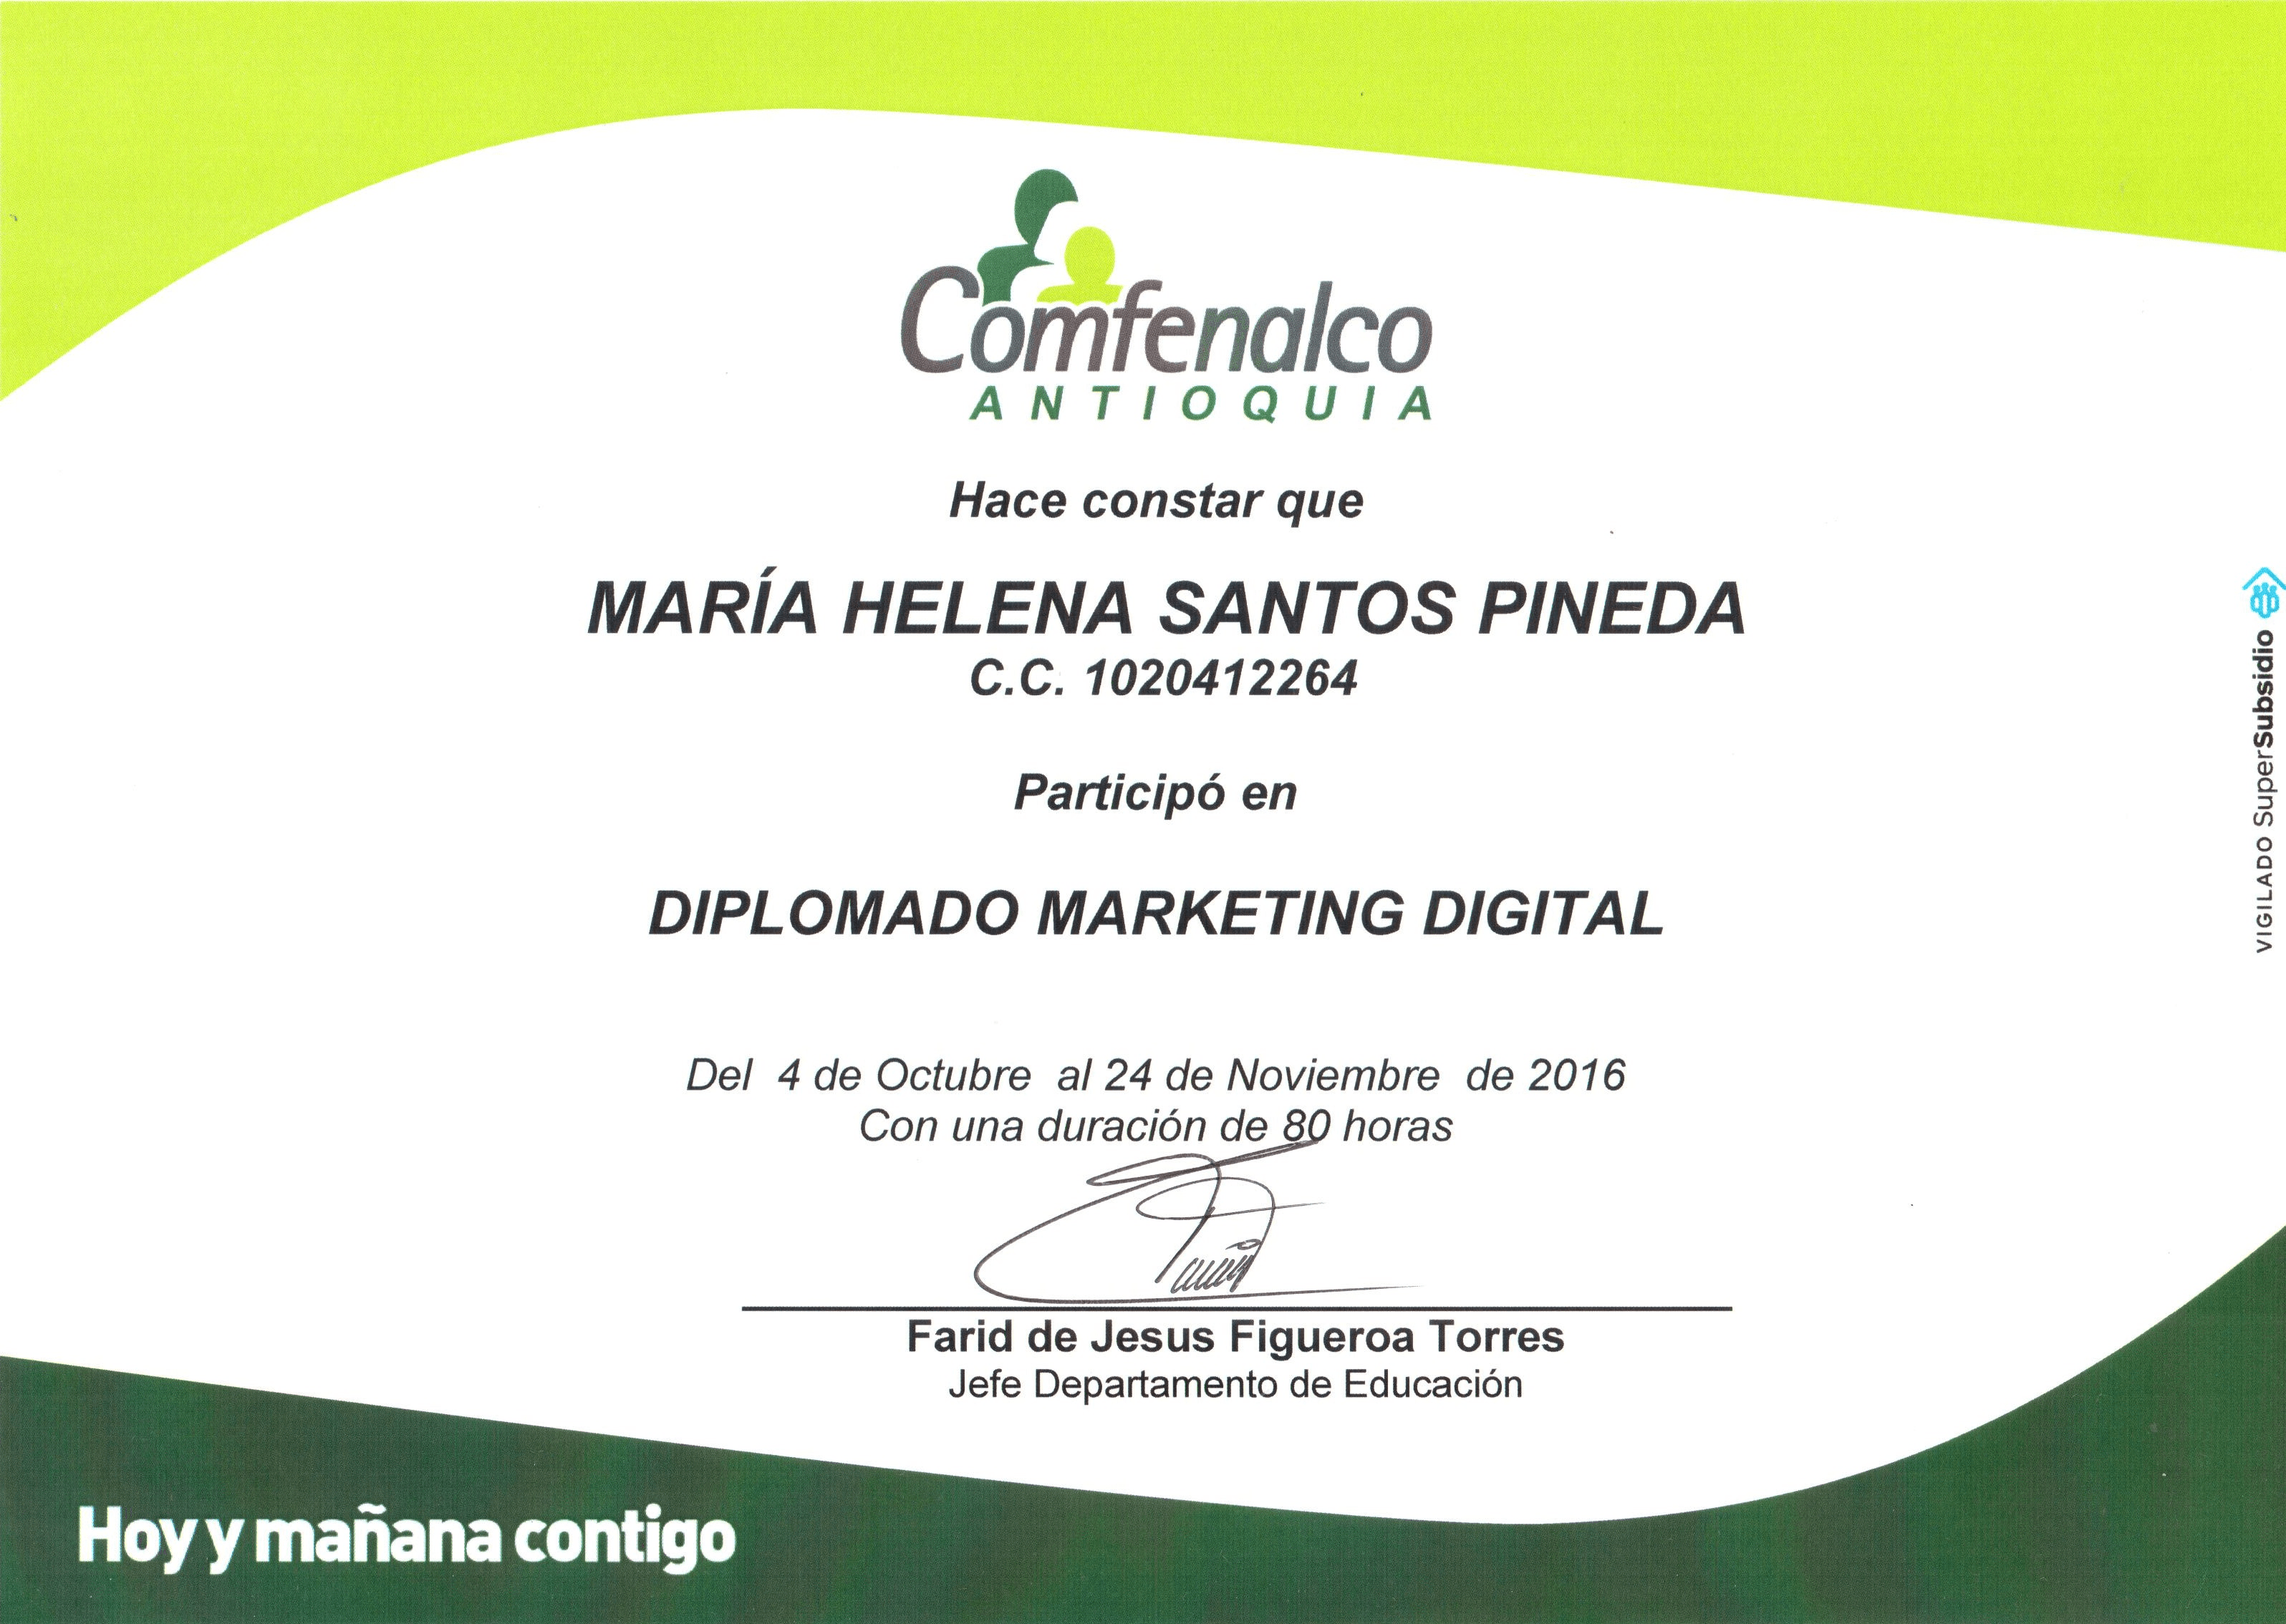 Comfenalco
ANTIOQUIA
Hace constar que
MARÍA HELENA SANTOS PINEDA
C.C. 1020412264
Participó en
DIPLOMADO MARKETING DIGITAL
Del 4 de Octubre al 24 de Noviembre de 2016
Con una duración de 80 horas
Farid de Jesus Figueroa Torres
Jefe Departamento de Educación
Hoy y mañana contigo
VIGILADO SuperSubsidio